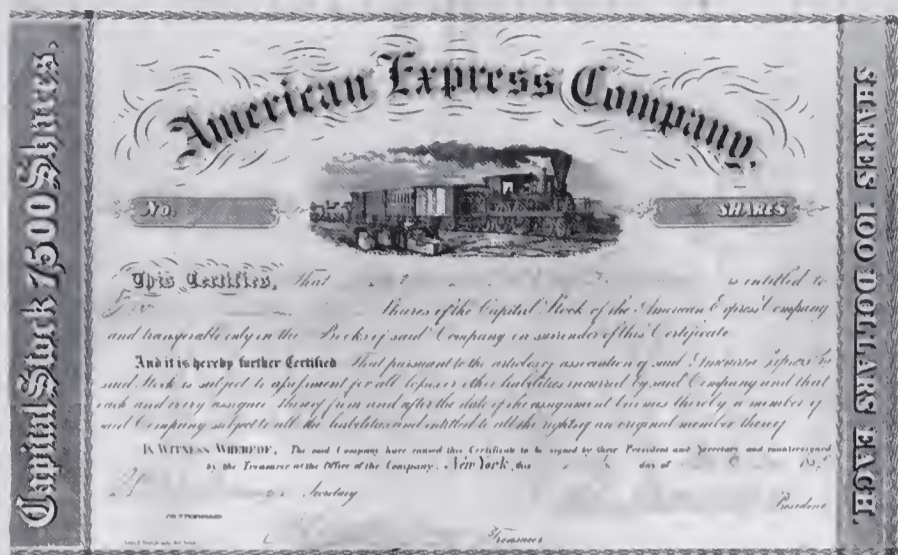 American Express Company.
Capital Stock 7500 Shares.
SHARES 100 DOLLARS EACH.
No.
SHARES
This Certifies, That is entitled to
Shares of the Capital Stock of the American Express Company
and transferable only in the Books of said Company on surrender of this Certificate
And it is hereby further Certified That pursuant to the articles of association of said American Express Co
said Stock is subject to assessment for all losses or other liabilities incurred by said Company and that
each and every assignee thereof from and after the date of the assignment becomes thereby a member of
said Company subject to all the liabilities and entitled to all the rights of an original member thereof
IN WITNESS WHEREOF, The said Company have caused this Certificate to be signed by their President and Secretary and countersigned
by the Treasurer at the Office of the Company, New York, this day of
Secretary
President
Treasurer